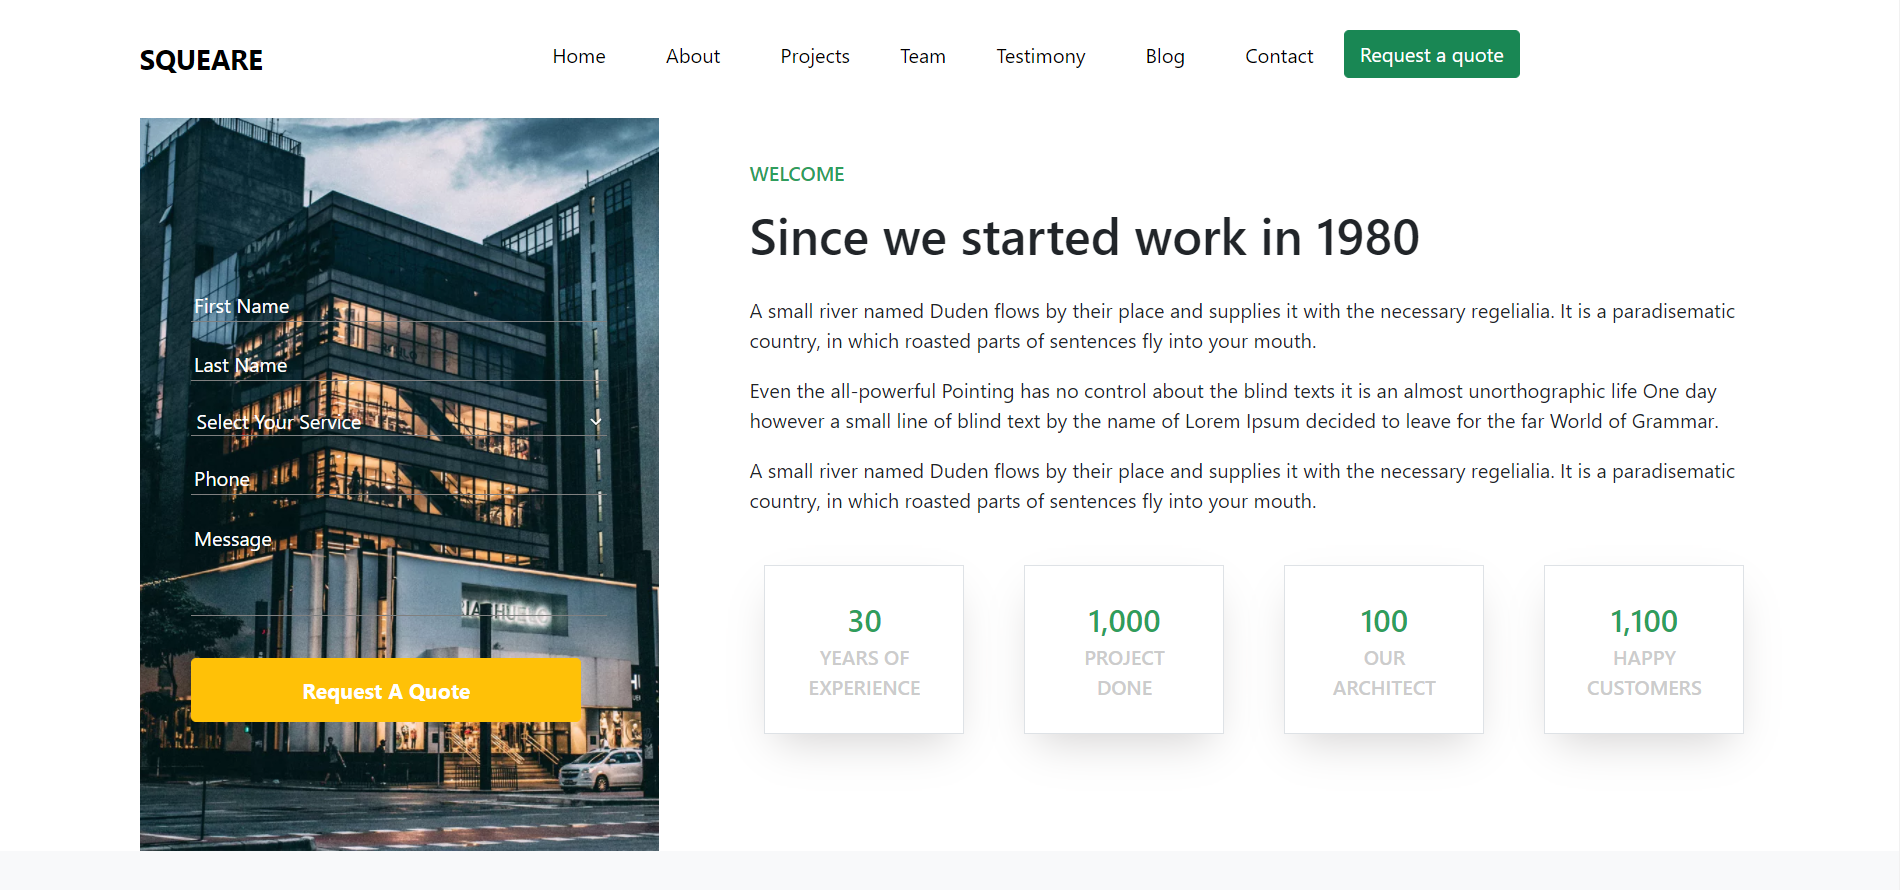 SQUEARE
Home About Projects Team Testimony Blog Contact Request a quote
First Name
Last Name
Select Your Service
Phone
Message
Request A Quote
WELCOME
Since we started work in 1980
A small river named Duden flows by their place and supplies it with the necessary regelialia. It is a paradisematic
country, in which roasted parts of sentences fly into your mouth.
Even the all-powerful Pointing has no control about the blind texts it is an almost unorthographic life One day
however a small line of blind text by the name of Lorem Ipsum decided to leave for the far World of Grammar.
A small river named Duden flows by their place and supplies it with the necessary regelialia. It is a paradisematic
country, in which roasted parts of sentences fly into your mouth.
30
YEARS OF
EXPERIENCE
1,000
PROJECT
DONE
100
OUR
ARCHITECT
1,100
HAPPY
CUSTOMERS